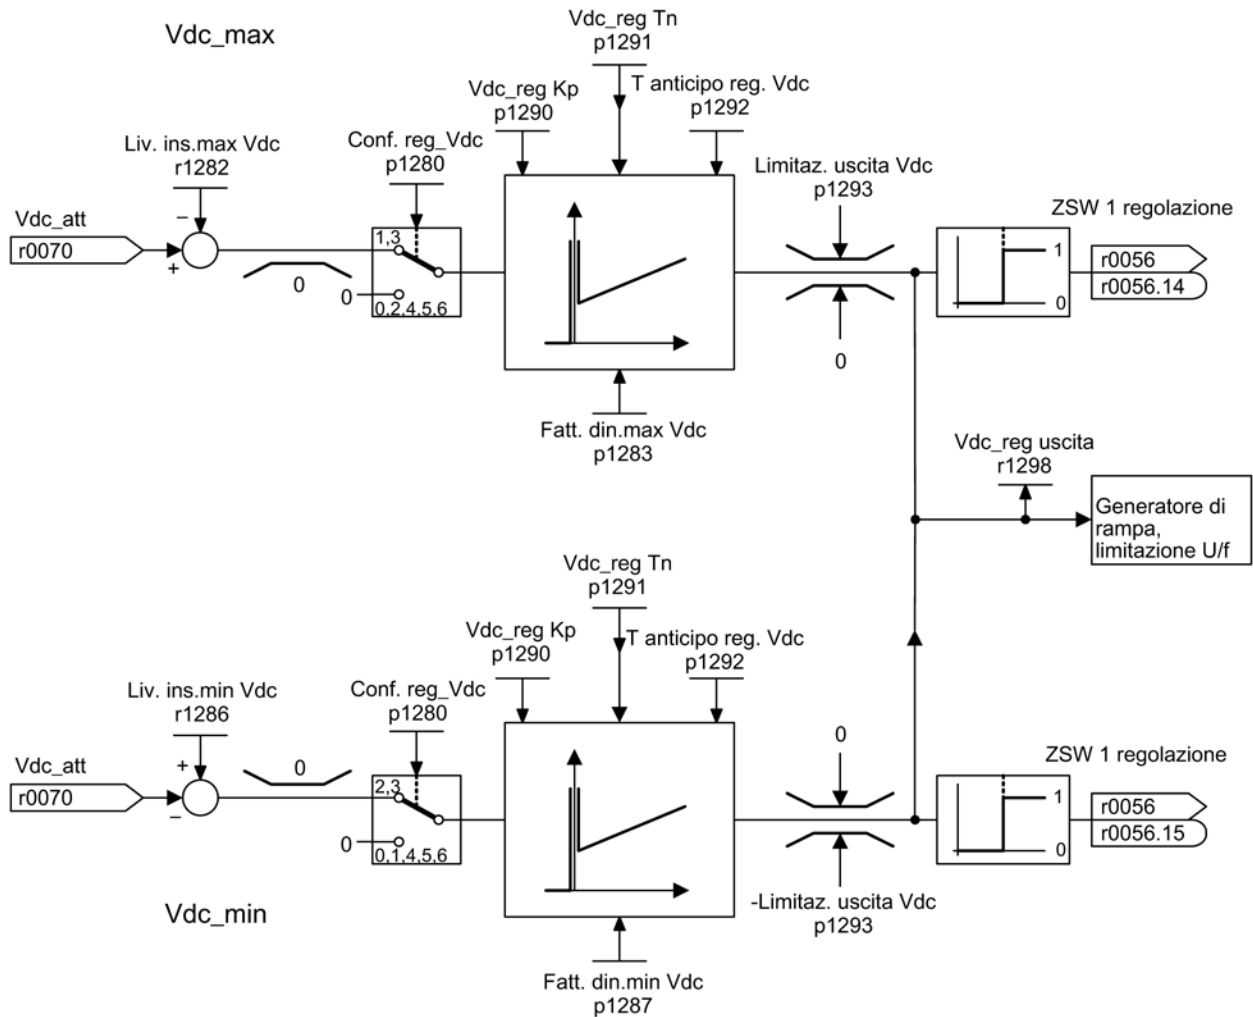 Vdc_max
Vdc_reg Tn
p1291
Vdc_reg Kp
p1290
T anticipo reg. Vdc
p1292
Liv. ins.max Vdc
r1282
Conf. reg_Vdc
p1280
Limitaz. uscita Vdc
p1293
ZSW 1 regolazione
Vdc_att
r0070
–
+
0
1,3
0
0,2,4,5,6
0
1
0
r0056
r0056.14
Fatt. din.max Vdc
p1283
Vdc_reg uscita
r1298
Generatore di
rampa,
limitazione U/f
Vdc_reg Tn
p1291
Vdc_reg Kp
p1290
T anticipo reg. Vdc
p1292
Liv. ins.min Vdc
r1286
Conf. reg_Vdc
p1280
0
ZSW 1 regolazione
Vdc_att
r0070
+
–
0
2,3
0
0,1,4,5,6
1
0
r0056
r0056.15
-Limitaz. uscita Vdc
p1293
Vdc_min
Fatt. din.min Vdc
p1287